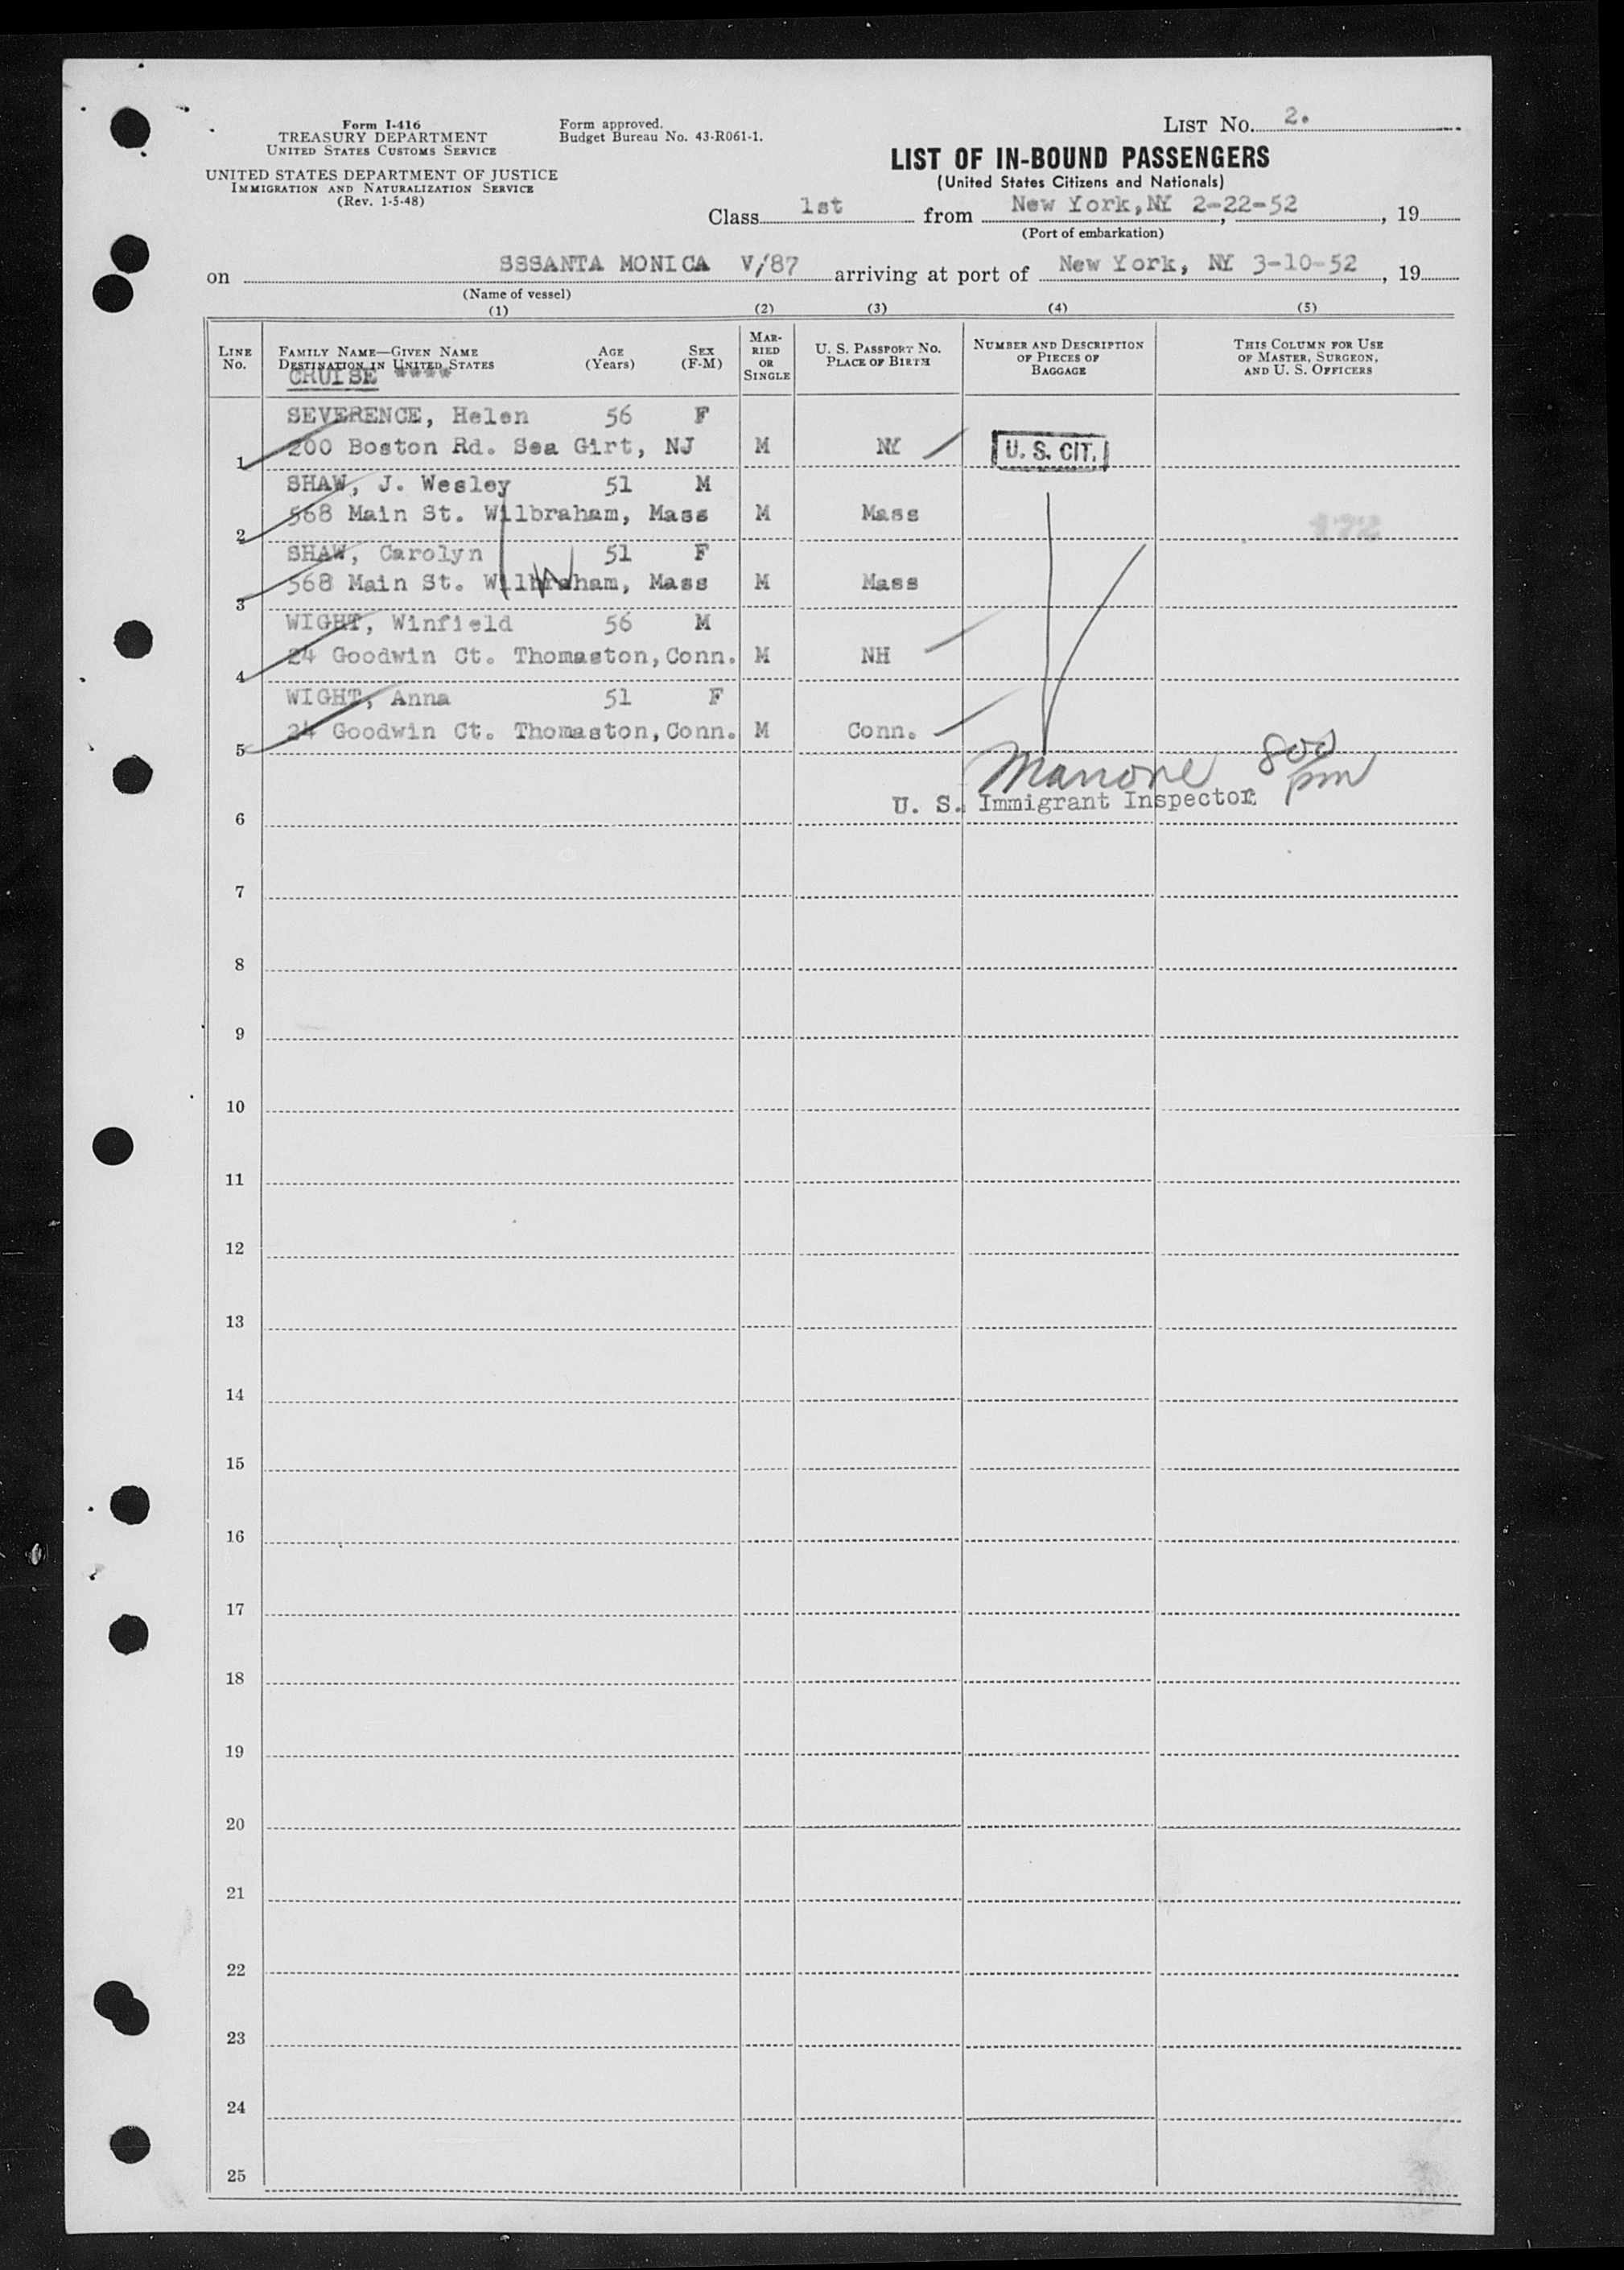 Form I-416
TREASURY DEPARTMENT
UNITED STATES CUSTOMS SERVICE
UNITED STATES DEPARTMENT OF JUSTICE
IMMIGRATION AND NATURALIZATION SERVICE
(Rev. 1-5-48)
Form approved.
Budget Bureau No. 43-R061-1.
LIST No. 2.
LIST OF IN-BOUND PASSENGERS
(United States Citizens and Nationals)
Class 1st from New York,NY 2-22-52, 19
(Port of embarkation)
on SSSANTA MONICA V/87 arriving at port of New York, NY 3-10-52, 19
(Name of vessel)
(1) (2) (3) (4) (5)
LINE No.
FAMILY NAME—GIVEN NAME AGE (Years) SEX (F-M)
DESTINATION IN UNITED STATES
MARRIED OR SINGLE
U. S. PASSPORT NO. PLACE OF BIRTH
NUMBER AND DESCRIPTION OF PIECES OF BAGGAGE
THIS COLUMN FOR USE OF MASTER, SURGEON, AND U. S. OFFICERS
CRUISE ****
SEVERENCE, Helen 56 F
1 200 Boston Rd. Sea Girt, NJ M NY U. S. CIT.
SHAW, J. Wesley 51 M
2 568 Main St. Wilbraham, Mass M Mass
SHAW, Carolyn 51 F
3 568 Main St. Wilbraham, Mass M Mass
W
WIGHT, Winfield 56 M
4 24 Goodwin Ct. Thomaston, Conn. M NH
WIGHT, Anna 51 F
5 24 Goodwin Ct. Thomaston, Conn. M Conn.
800 pm
U. S. Immigrant Inspector
6
7
8
9
10
11
12
13
14
15
16
17
18
19
20
21
22
23
24
25